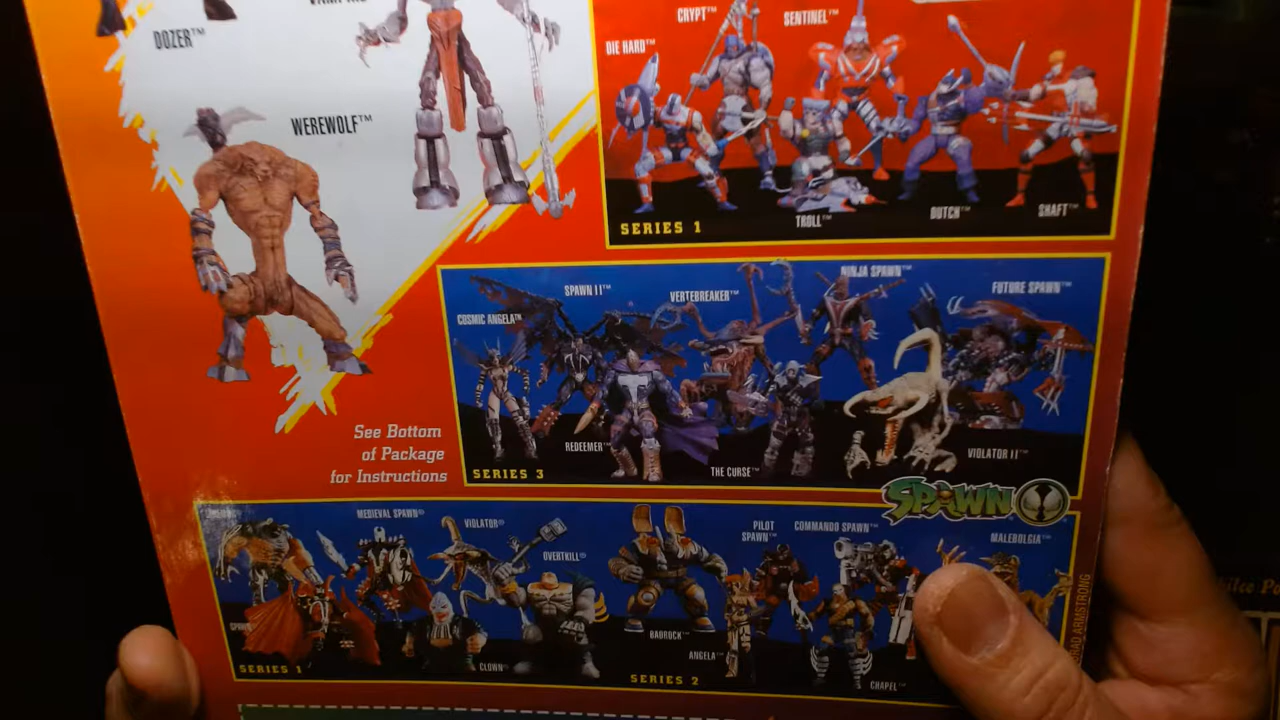 DOZER™
WEREWOLF™
CRYPT™
SENTINEL™
DIE HARD™
TROLL™
DUTCH™
SHAFT™
SERIES 1
SPAWN II™
VERTEBREAKER™
NINJA SPAWN™
FUTURE SPAWN™
COSMIC ANGELA™
REDEEMER™
THE CURSE™
VIOLATOR II™
SERIES 3
See Bottom
of Package
for Instructions
SPAWN
MEDIEVAL SPAWN®
VIOLATOR®
OVERTKILL®
PILOT
SPAWN™
COMMANDO SPAWN™
MALEBOLGIA™
BADROCK™
ANGELA™
CLOWN®
CHAPEL™
SERIES 1
SERIES 2
ARMSTRONG